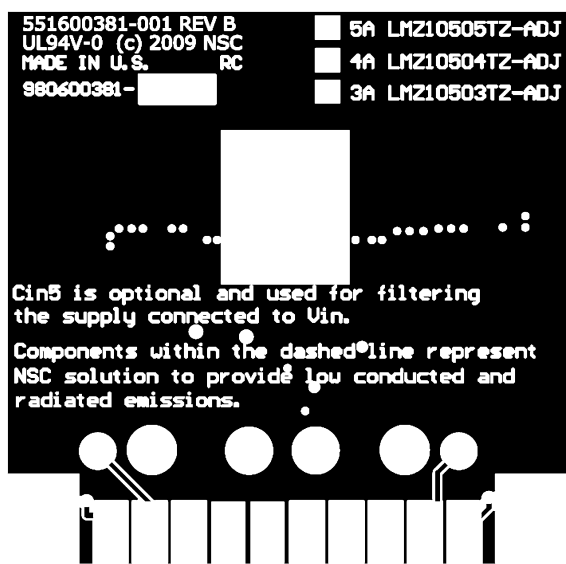 551600381-001 REV B
UL94V-0 (c) 2009 NSC
MADE IN U.S. RC
980600381-
5A LMZ10505TZ-ADJ
4A LMZ10504TZ-ADJ
3A LMZ10503TZ-ADJ
Cin5 is optional and used for filtering
the supply connected to Vin.
Components within the dashed line represent
NSC solution to provide low conducted and
radiated emissions.